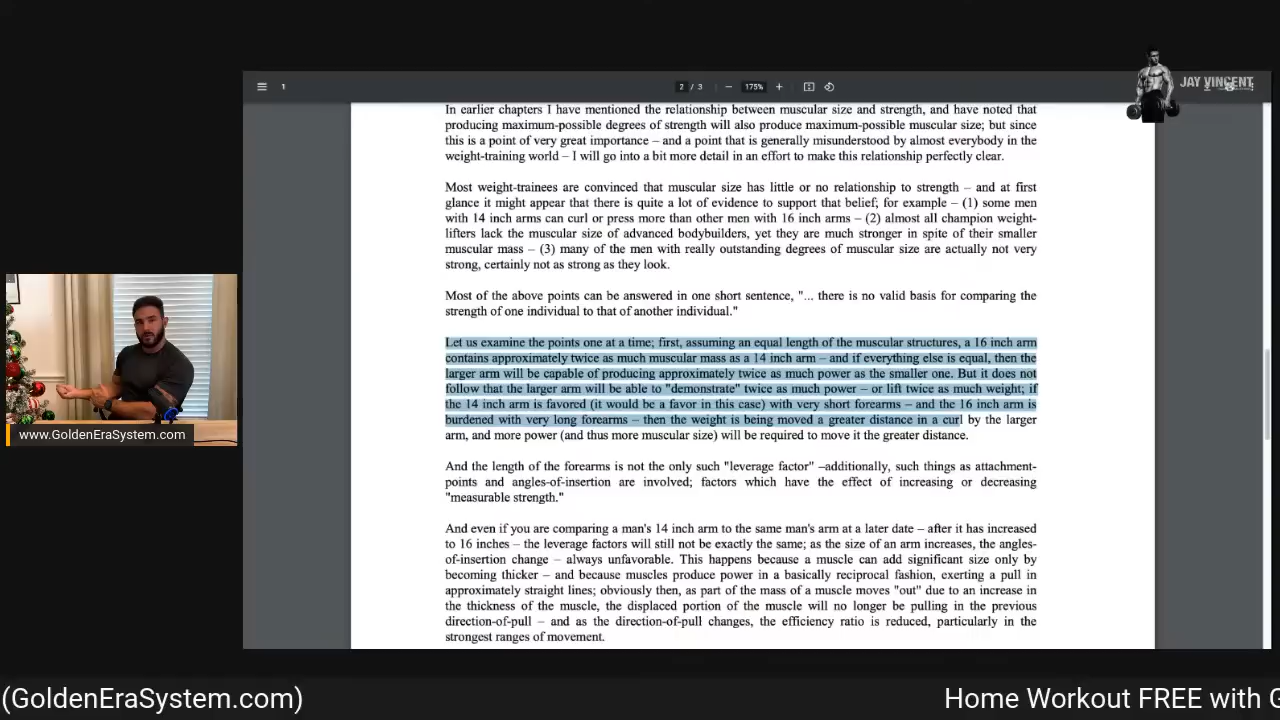 JAY VINCENT
1
2 / 3
175%
In earlier chapters I have mentioned the relationship between muscular size and strength, and have noted that
producing maximum-possible degrees of strength will also produce maximum-possible muscular size; but since
this is a point of very great importance – and a point that is generally misunderstood by almost everybody in the
weight-training world – I will go into a bit more detail in an effort to make this relationship perfectly clear.
Most weight-trainees are convinced that muscular size has little or no relationship to strength – and at first
glance it might appear that there is quite a lot of evidence to support that belief; for example – (1) some men
with 14 inch arms can curl or press more than other men with 16 inch arms – (2) almost all champion weight-
lifters lack the muscular size of advanced bodybuilders, yet they are much stronger in spite of their smaller
muscular mass – (3) many of the men with really outstanding degrees of muscular size are actually not very
strong, certainly not as strong as they look.
Most of the above points can be answered in one short sentence, "... there is no valid basis for comparing the
strength of one individual to that of another individual."
Let us examine the points one at a time; first, assuming an equal length of the muscular structures, a 16 inch arm
contains approximately twice as much muscular mass as a 14 inch arm – and if everything else is equal, then the
larger arm will be capable of producing approximately twice as much power as the smaller one. But it does not
follow that the larger arm will be able to "demonstrate" twice as much power – or lift twice as much weight; if
the 14 inch arm is favored (it would be a favor in this case) with very short forearms – and the 16 inch arm is
burdened with very long forearms – then the weight is being moved a greater distance in a curl by the larger
arm, and more power (and thus more muscular size) will be required to move it the greater distance.
And the length of the forearms is not the only such "leverage factor" –additionally, such things as attachment-
points and angles-of-insertion are involved; factors which have the effect of increasing or decreasing
"measurable strength."
And even if you are comparing a man's 14 inch arm to the same man's arm at a later date – after it has increased
to 16 inches – the leverage factors will still not be exactly the same; as the size of an arm increases, the angles-
of-insertion change – always unfavorable. This happens because a muscle can add significant size only by
becoming thicker – and because muscles produce power in a basically reciprocal fashion, exerting a pull in
approximately straight lines; obviously then, as part of the mass of a muscle moves "out" due to an increase in
the thickness of the muscle, the displaced portion of the muscle will no longer be pulling in the previous
direction-of-pull – and as the direction-of-pull changes, the efficiency ratio is reduced, particularly in the
strongest ranges of movement.
www.GoldenEraSystem.com
(GoldenEraSystem.com)
Home Workout FREE with